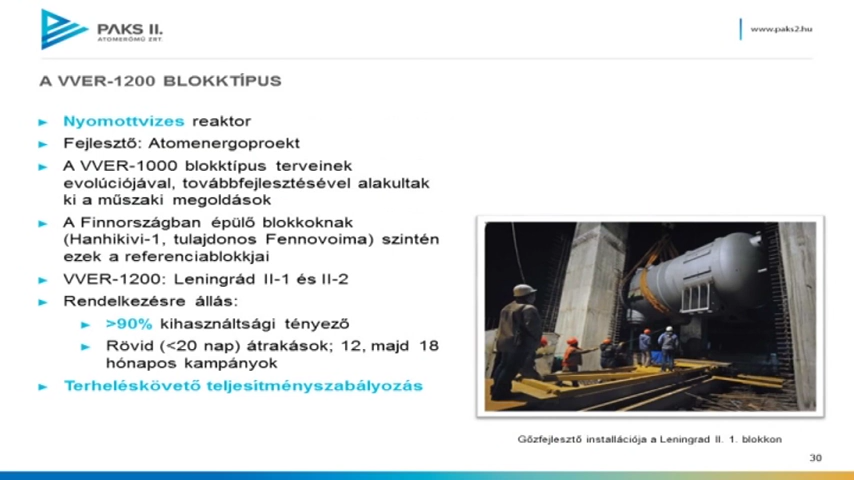 PAKS II.
ATOMERŐMŰ ZRT.
www.paks2.hu
A VVER-1200 BLOKKTÍPUS
► Nyomottvizes reaktor
► Fejlesztő: Atomenergoproekt
► A VVER-1000 blokktípus terveinek
evolúciójával, továbbfejlesztésével alakultak
ki a műszaki megoldások
► A Finnországban épülő blokkoknak
(Hanhikivi-1, tulajdonos Fennovoima) szintén
ezek a referenciablokkjai
► VVER-1200: Leningrád II-1 és II-2
► Rendelkezésre állás:
► >90% kihasználtsági tényező
► Rövid (<20 nap) átrakások; 12, majd 18
hónapos kampányok
► Terheléskövető teljesítményszabályozás
Gőzfejlesztő installációja a Leningrad II. 1. blokkon
30